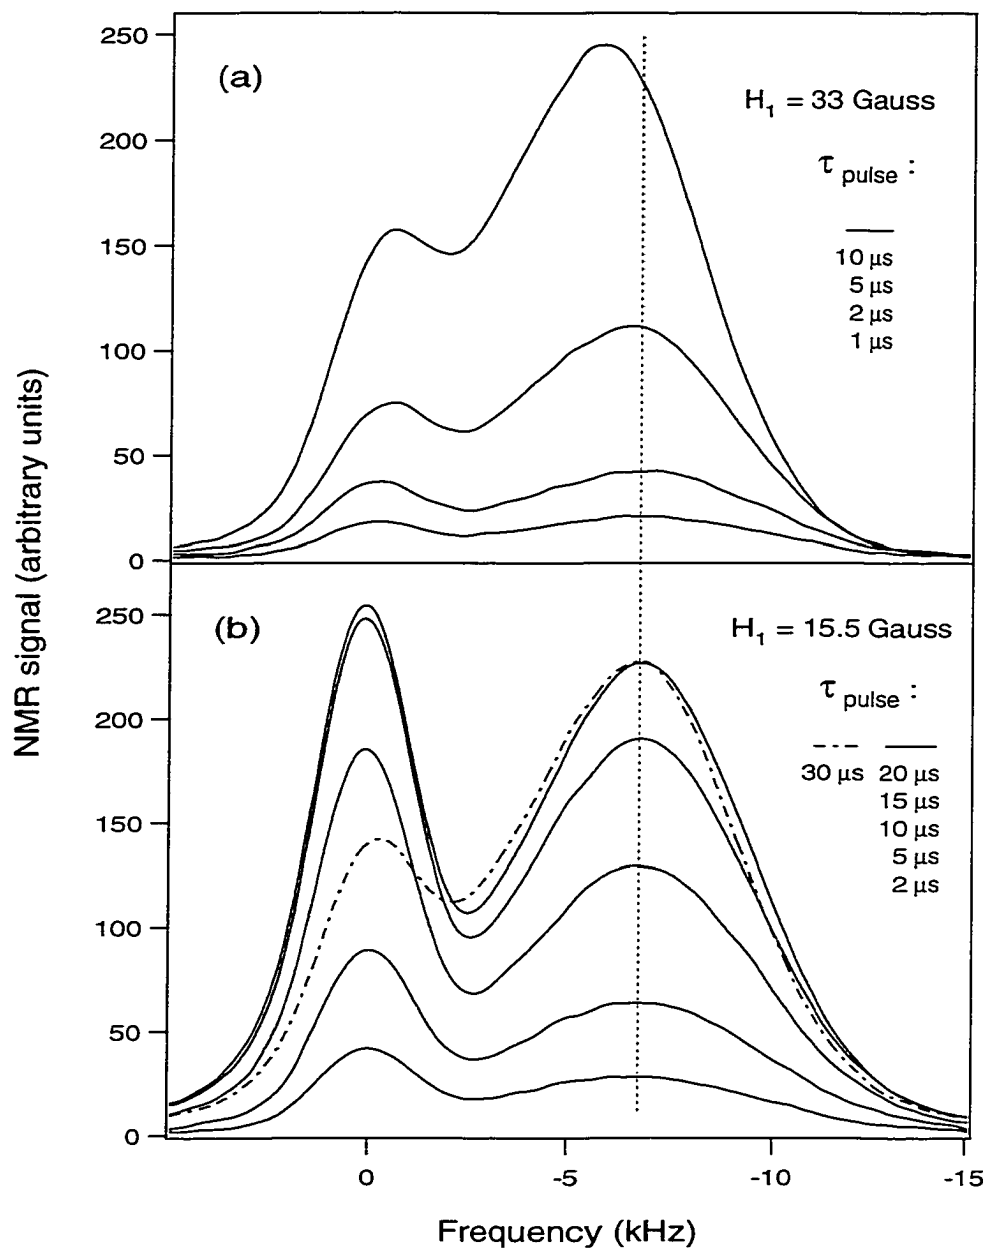 250
200
150
100
50
0
(a)
H₁ = 33 Gauss
τ pulse :
10 μs
5 μs
2 μs
1 μs
NMR signal (arbitrary units)
250
200
150
100
50
0
(b)
H₁ = 15.5 Gauss
τ pulse :
30 μs 20 μs
15 μs
10 μs
5 μs
2 μs
0 -5 -10 -15
Frequency (kHz)